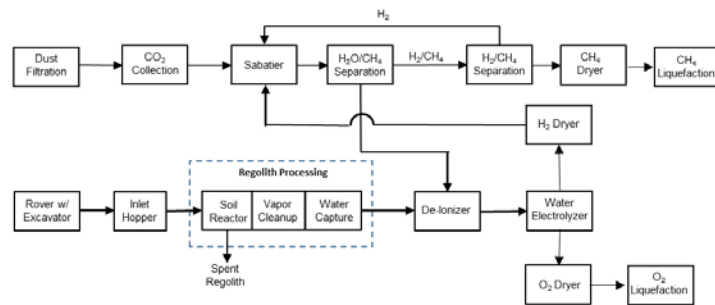 H2
Dust
Filtration
CO2
Collection
Sabatier
H2O/CH4
Separation
H2/CH4
H2/CH4
Separation
CH4
Dryer
CH4
Liquefaction
H2 Dryer
Regolith Processing
Rover w/
Excavator
Inlet
Hopper
Soil
Reactor
Vapor
Cleanup
Water
Capture
De-Ionizer
Water
Electrolyzer
Spent
Regolith
O2 Dryer
O2
Liquefaction